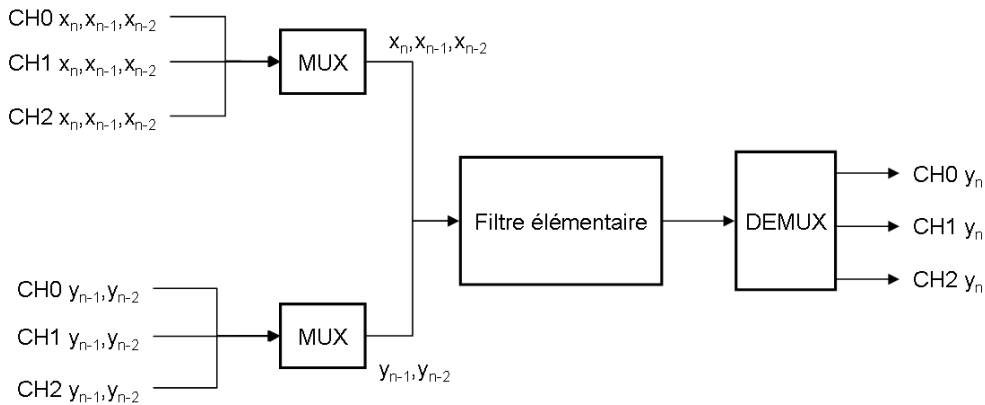 CH0 xₙ,xₙ₋₁,xₙ₋₂
CH1 xₙ,xₙ₋₁,xₙ₋₂
CH2 xₙ,xₙ₋₁,xₙ₋₂
MUX
xₙ,xₙ₋₁,xₙ₋₂
Filtre élémentaire
DEMUX
CH0 yₙ
CH1 yₙ
CH2 yₙ
CH0 yₙ₋₁,yₙ₋₂
CH1 yₙ₋₁,yₙ₋₂
CH2 yₙ₋₁,yₙ₋₂
MUX
yₙ₋₁,yₙ₋₂